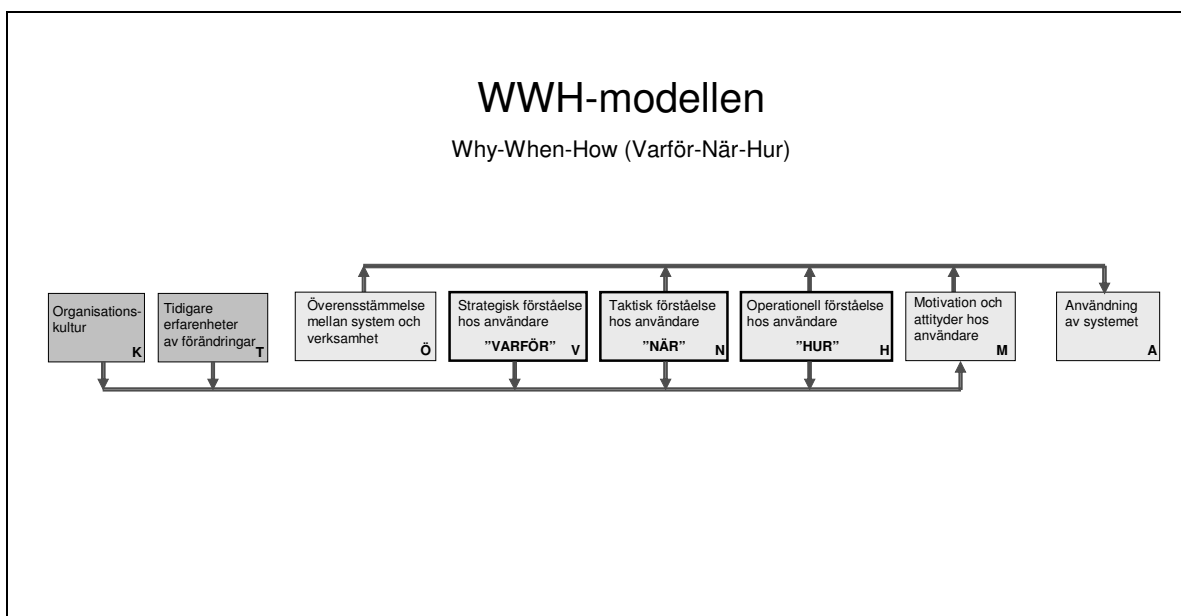 WWH-modellen
Why-When-How (Varför-När-Hur)
Organisations-
kultur
K
Tidigare
erfarenheter
av förändringar
T
Överensstämmelse
mellan system och
verksamhet
Ö
Strategisk förståelse
hos användare
”VARFÖR”
V
Taktisk förståelse
hos användare
”NÄR”
N
Operationell förståelse
hos användare
”HUR”
H
Motivation och
attityder hos
användare
M
Användning
av systemet
A